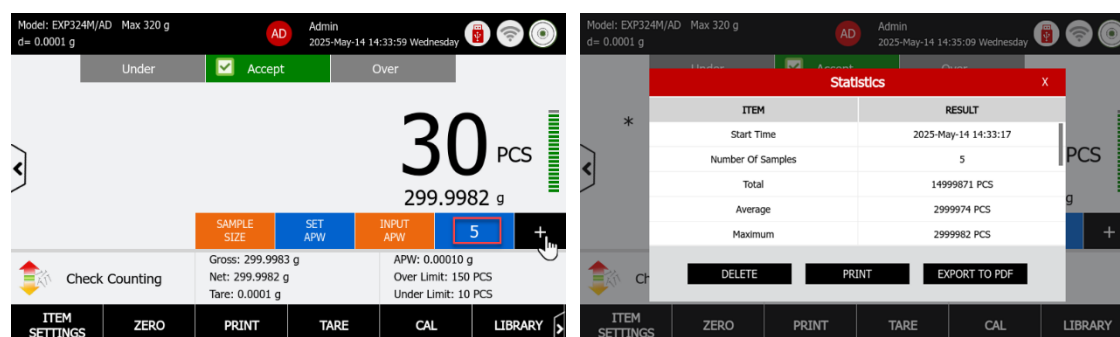 Model: EXP324M/AD Max 320 g
d= 0.0001 g
AD
Admin
2025-May-14 14:33:59 Wednesday
Under
Accept
Over
30 PCS
299.9982 g
SAMPLE SIZE
SET APW
INPUT APW
5
+
Check Counting
Gross: 299.9983 g
Net: 299.9982 g
Tare: 0.0001 g
APW: 0.00010 g
Over Limit: 150 PCS
Under Limit: 10 PCS
ITEM SETTINGS
ZERO
PRINT
TARE
CAL
LIBRARY
Model: EXP324M/AD Max 320 g
d= 0.0001 g
AD
Admin
2025-May-14 14:35:09 Wednesday
Under
Accept
Over
*
PCS
g
+
Statistics
X
ITEM RESULT
Start Time 2025-May-14 14:33:17
Number Of Samples 5
Total 14999871 PCS
Average 2999974 PCS
Maximum 2999982 PCS
DELETE
PRINT
EXPORT TO PDF
Ch
ITEM SETTINGS
ZERO
PRINT
TARE
CAL
LIBRARY